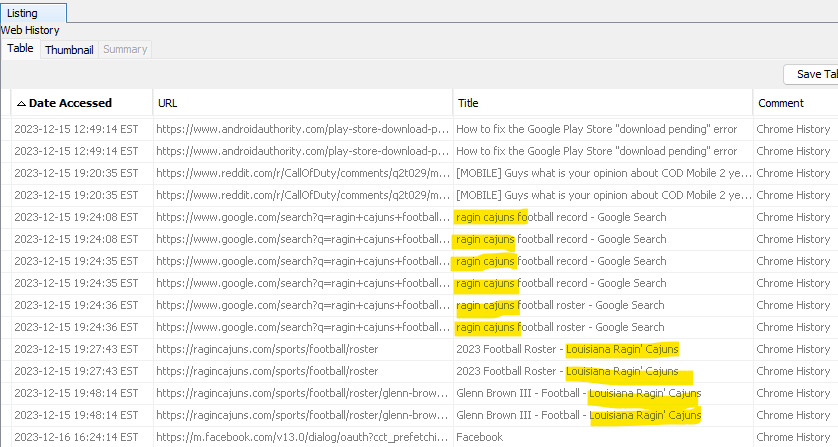 Listing
Web History
Table Thumbnail Summary
Save Tal
Date Accessed URL Title Comment
2023-12-15 12:49:14 EST https://www.androidauthority.com/play-store-download-p... How to fix the Google Play Store "download pending" error Chrome History
2023-12-15 12:49:14 EST https://www.androidauthority.com/play-store-download-p... How to fix the Google Play Store "download pending" error Chrome History
2023-12-15 19:20:35 EST https://www.reddit.com/r/CallOfDuty/comments/q2t029/m... [MOBILE] Guys what is your opinion about COD Mobile 2 ye... Chrome History
2023-12-15 19:20:35 EST https://www.reddit.com/r/CallOfDuty/comments/q2t029/m... [MOBILE] Guys what is your opinion about COD Mobile 2 ye... Chrome History
2023-12-15 19:24:08 EST https://www.google.com/search?q=ragin+cajuns+football... ragin cajuns football record - Google Search Chrome History
2023-12-15 19:24:08 EST https://www.google.com/search?q=ragin+cajuns+football... ragin cajuns football record - Google Search Chrome History
2023-12-15 19:24:35 EST https://www.google.com/search?q=ragin+cajuns+football... ragin cajuns football record - Google Search Chrome History
2023-12-15 19:24:35 EST https://www.google.com/search?q=ragin+cajuns+football... ragin cajuns football record - Google Search Chrome History
2023-12-15 19:24:36 EST https://www.google.com/search?q=ragin+cajuns+football... ragin cajuns football roster - Google Search Chrome History
2023-12-15 19:24:36 EST https://www.google.com/search?q=ragin+cajuns+football... ragin cajuns football roster - Google Search Chrome History
2023-12-15 19:27:43 EST https://ragincajuns.com/sports/football/roster 2023 Football Roster - Louisiana Ragin' Cajuns Chrome History
2023-12-15 19:27:43 EST https://ragincajuns.com/sports/football/roster 2023 Football Roster - Louisiana Ragin' Cajuns Chrome History
2023-12-15 19:48:14 EST https://ragincajuns.com/sports/football/roster/glenn-brow... Glenn Brown III - Football - Louisiana Ragin' Cajuns Chrome History
2023-12-15 19:48:14 EST https://ragincajuns.com/sports/football/roster/glenn-brow... Glenn Brown III - Football - Louisiana Ragin' Cajuns Chrome History
2023-12-16 16:24:14 EST https://m.facebook.com/v13.0/dialog/oauth?cct_prefetchi... Facebook Chrome History